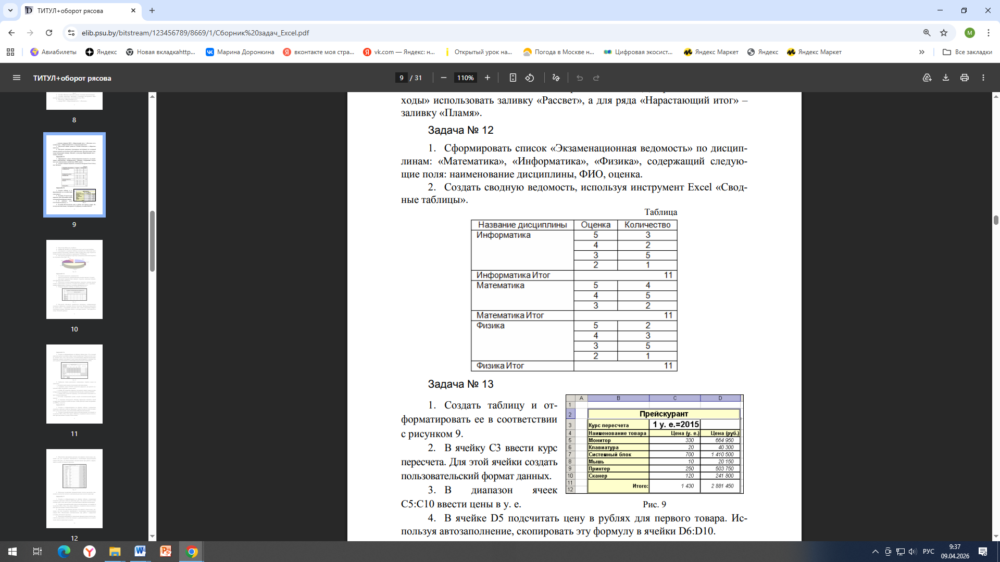 ТИТУЛ+оборот рясова
elib.psu.by/bitstream/123456789/8669/1/Сборник%20задач_Excel.pdf
М
Авиабилеты
Яндекс
Новая вкладкаhttp...
Марина Доронкина
вконтакте моя стра...
vk.com — Яндекс: н...
Открытый урок на...
Погода в Москве н...
Цифровая экосист...
Яндекс Маркет
Яндекс
Яндекс Маркет
Все закладки
ТИТУЛ+оборот рясова
9 / 31
110%
8
9
10
11
12
ходы» использовать заливку «Рассвет», а для ряда «Нарастающий итог» –
заливку «Пламя».
Задача № 12
1. Сформировать список «Экзаменационная ведомость» по дисцип-
линам: «Математика», «Информатика», «Физика», содержащий следую-
щие поля: наименование дисциплины, ФИО, оценка.
2. Создать сводную ведомость, используя инструмент Excel «Свод-
ные таблицы».
Таблица
Название дисциплины Оценка Количество
Информатика 5 3
4 2
3 5
2 1
Информатика Итог 11
Математика 5 4
4 5
3 2
Математика Итог 11
Физика 5 2
4 3
3 5
2 1
Физика Итог 11
Задача № 13
1. Создать таблицу и от-
форматировать ее в соответствии
с рисунком 9.
2. В ячейку C3 ввести курс
пересчета. Для этой ячейки создать
пользовательский формат данных.
3. В диапазон ячеек
C5:C10 ввести цены в у. е.
A B C D
1
2 Прейскурант
3 Курс пересчета 1 у. е.=2015
4 Наименование товара Цена (у. е.) Цена (руб.)
5 Монитор 330 664 950
6 Клавиатура 20 40 300
7 Системный блок 700 1 410 500
8 Мышь 10 20 150
9 Принтер 250 503 750
10 Сканер 120 241 800
11
12 Итого: 1 430 2 881 450
Рис. 9
4. В ячейке D5 подсчитать цену в рублях для первого товара. Ис-
пользуя автозаполнение, скопировать эту формулу в ячейки D6:D10.
РУС
9:37
09.04.2026